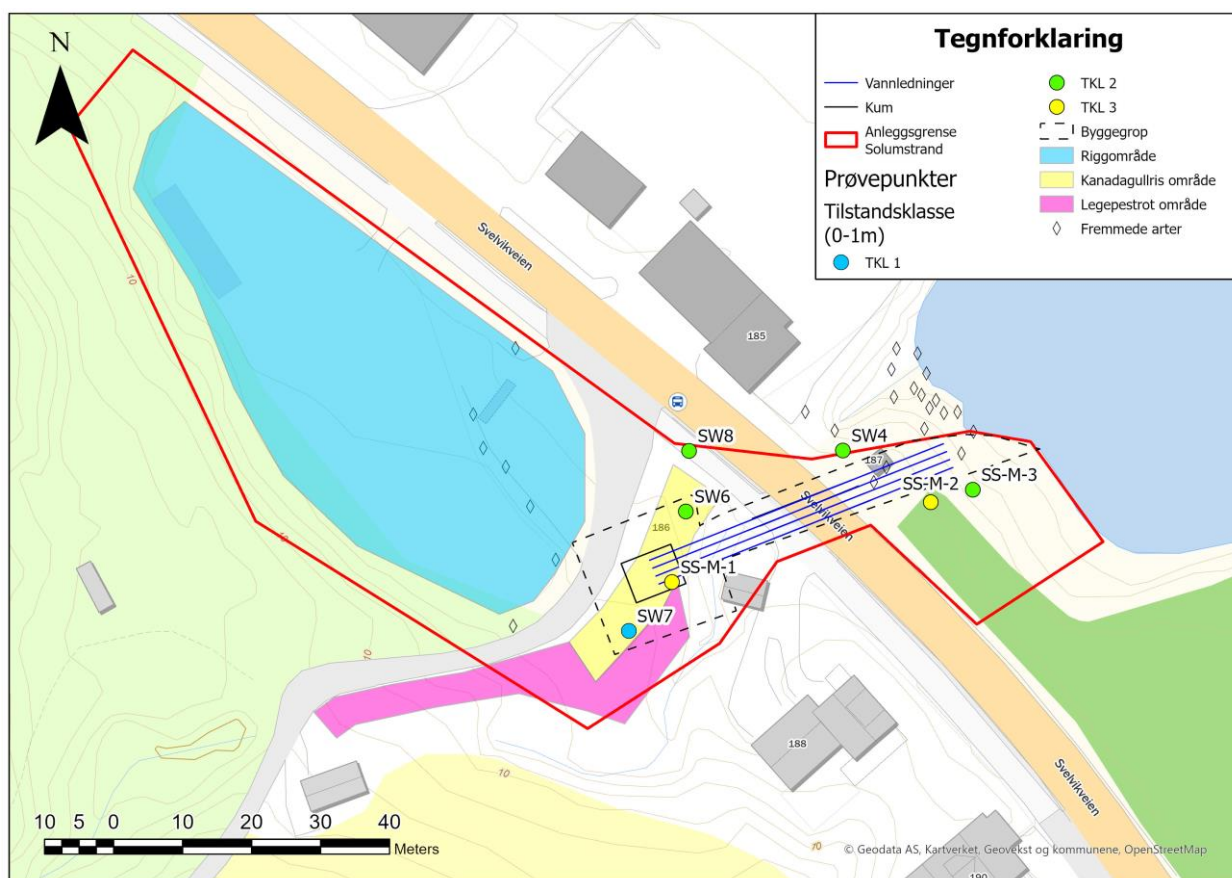 N
Tegnforklaring
Vannledninger
Kum
Anleggsgrense
Solumstrand
Prøvepunkter
Tilstandsklasse
(0-1m)
TKL 1
TKL 2
TKL 3
Byggegrop
Riggområde
Kanadagullris område
Legepestrot område
Fremmede arter
Svelvikveien
10
185
SW8
SW4
187
SS-M-3
SS-M-2
SW6
186
Svelvikveien
SS-M-1
SW7
10
188
10
10
Svelvikveien
190
10 5 0 10 20 30 40
Meters
© Geodata AS, Kartverket, Geovekst og kommunene, OpenStreetMap